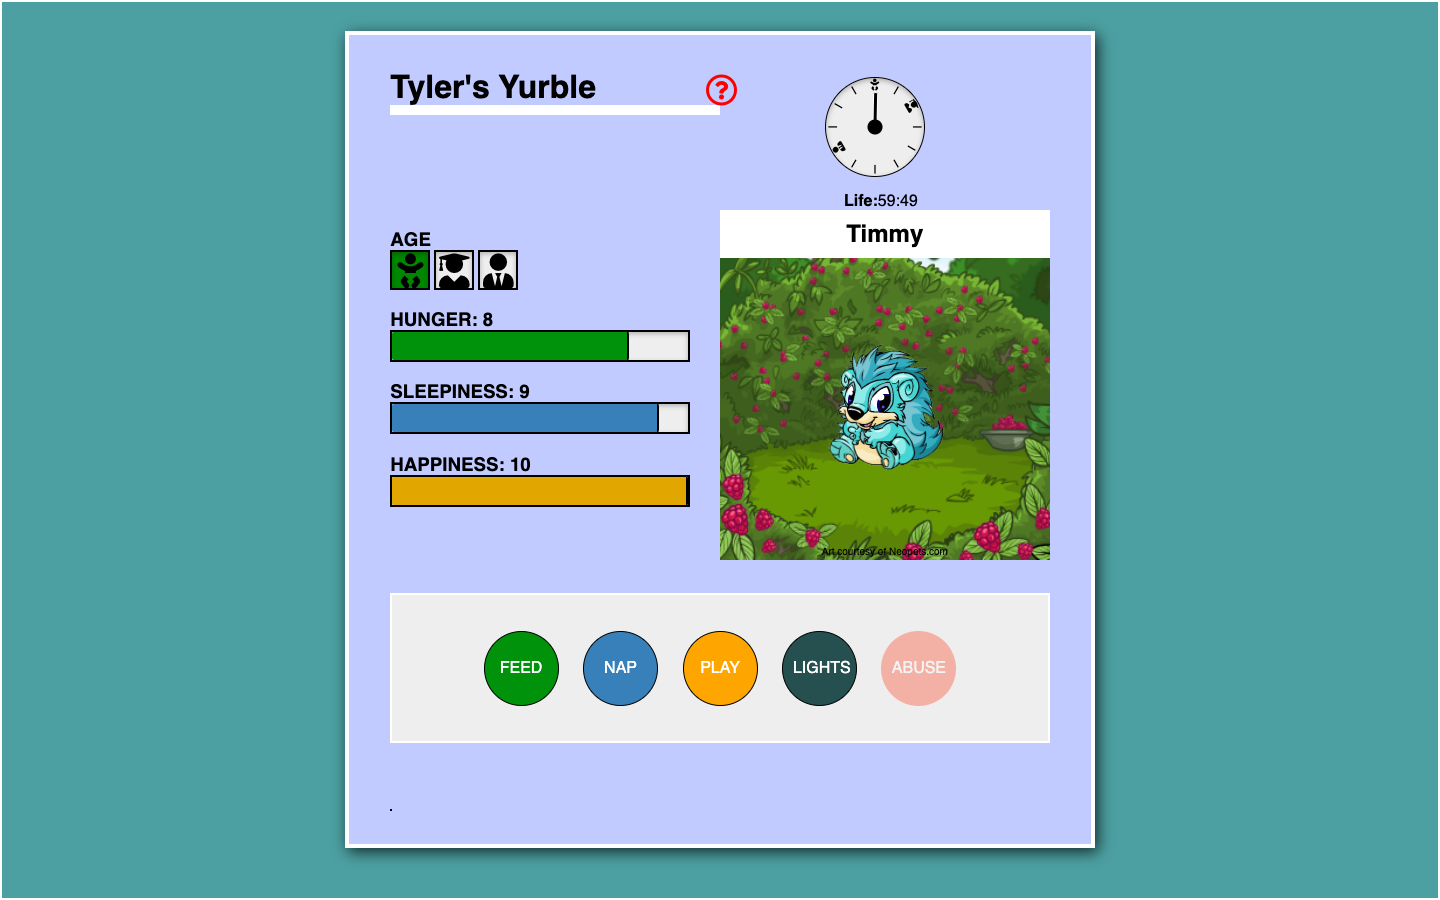 Tyler's Yurble
?
Life:59:49
Timmy
AGE
HUNGER: 8
SLEEPINESS: 9
HAPPINESS: 10
Art courtesy of Neopets.com
FEED
NAP
PLAY
LIGHTS
ABUSE
.